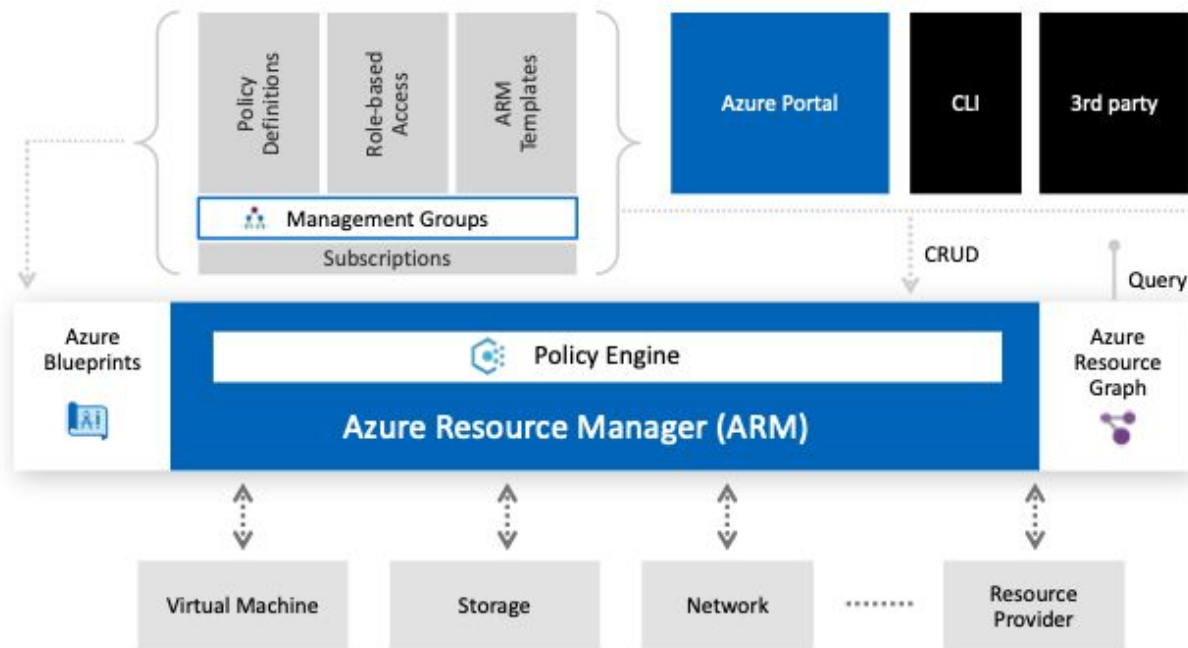 Policy
Definitions
Role-based
Access
ARM
Templates
Azure Portal
CLI
3rd party
Management Groups
Subscriptions
CRUD
Query
Azure
Blueprints
Policy Engine
Azure Resource Manager (ARM)
Azure
Resource
Graph
Virtual Machine
Storage
Network
Resource
Provider